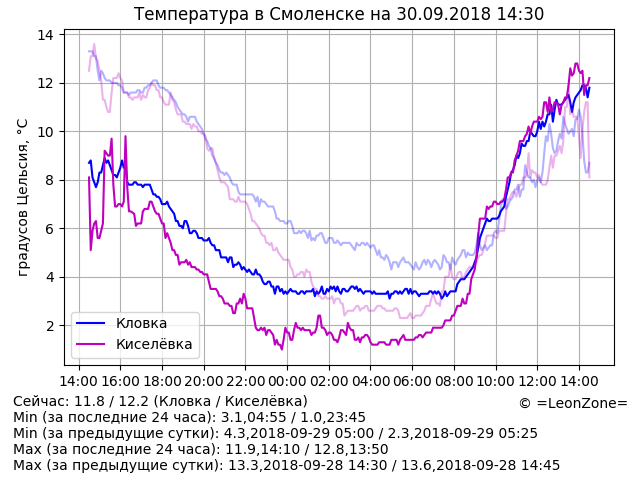 Температура в Смоленске на 30.09.2018 14:30
градусов Цельсия, °C
14
12
10
8
6
4
2
Кловка
Киселёвка
14:00 16:00 18:00 20:00 22:00 00:00 02:00 04:00 06:00 08:00 10:00 12:00 14:00
Сейчас: 11.8 / 12.2 (Кловка / Киселёвка)
© =LeonZone=
Min (за последние 24 часа): 3.1,04:55 / 1.0,23:45
Min (за предыдущие сутки): 4.3,2018-09-29 05:00 / 2.3,2018-09-29 05:25
Max (за последние 24 часа): 11.9,14:10 / 12.8,13:50
Max (за предыдущие сутки): 13.3,2018-09-28 14:30 / 13.6,2018-09-28 14:45